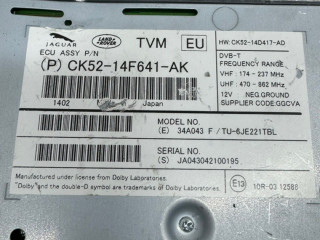 JAGUAR LAND ROVER TVM EU
HW: CK52-14D417-AD
ECU ASSY P/N
(P) CK52-14F641-AK
DVB-T
FREQUENCY RANGE
VHF : 174 - 237 MHz
UHF : 470 - 862 MHz
12V NEG.GROUND
SUPPLIER CODE:GGCVA
1402 Japan
MODEL NO.
(E) 34A043 F / TU-6JE221TBL
SERIAL NO.
(S) JA043042100195
Manufactured under license from Dolby Laboratories.
"Dolby" and the double-D symbol are trademarks of Dolby Laboratories.
E13
10R-03 12588